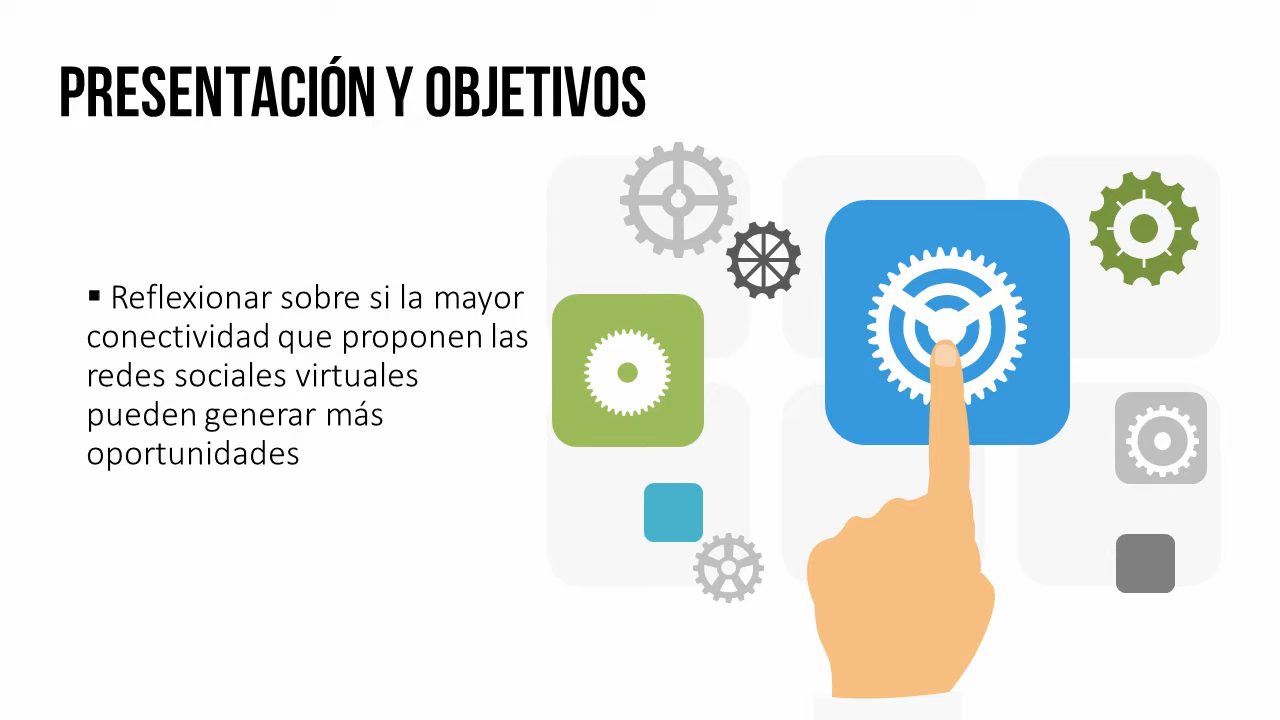 PRESENTACIÓN Y OBJETIVOS
▪ Reflexionar sobre si la mayor
conectividad que proponen las
redes sociales virtuales
pueden generar más
oportunidades